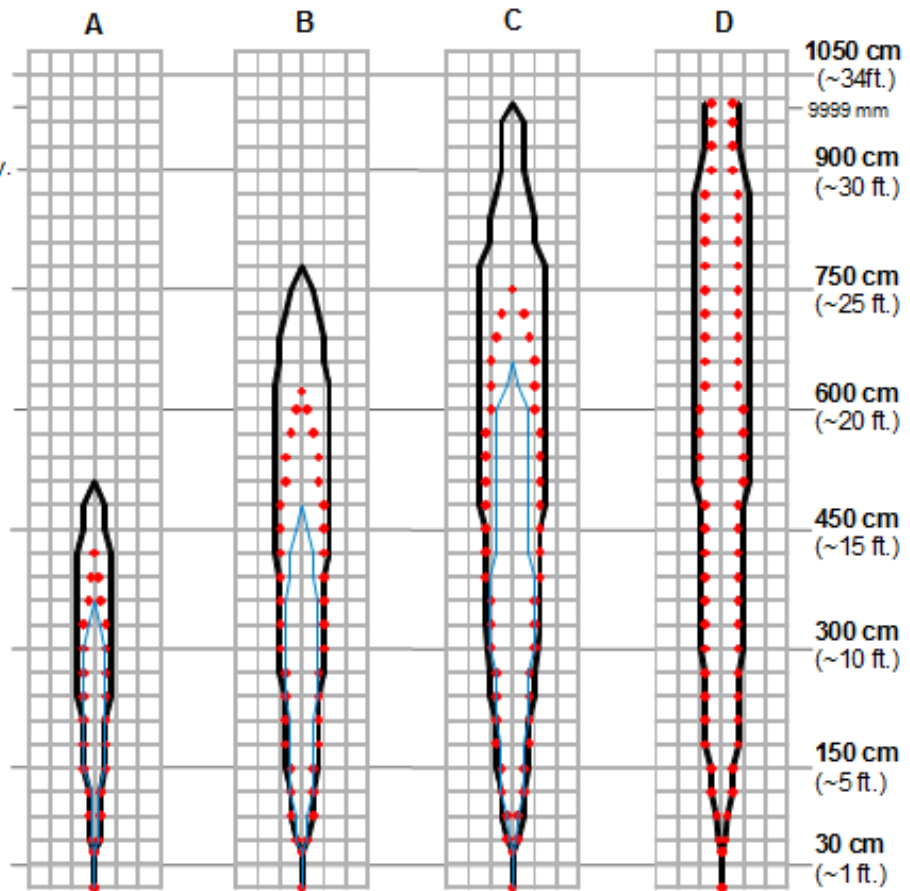 A B C D
1050 cm
(~34ft.)
9999 mm
y.
900 cm
(~30 ft.)
750 cm
(~25 ft.)
600 cm
(~20 ft.)
450 cm
(~15 ft.)
300 cm
(~10 ft.)
150 cm
(~5 ft.)
30 cm
(~1 ft.)